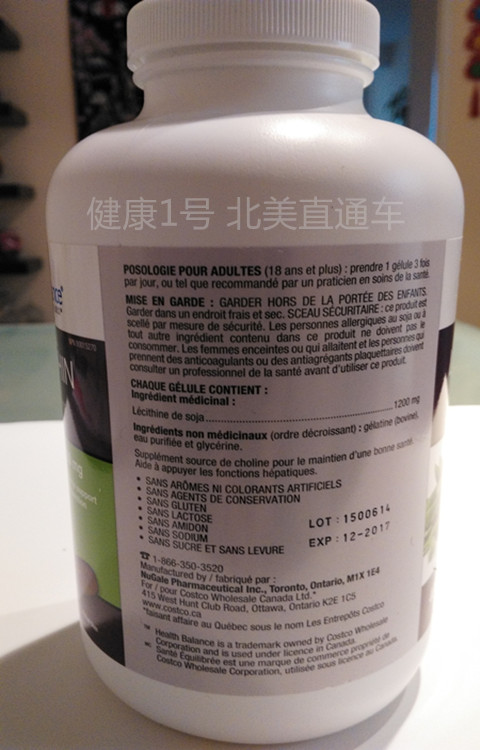 健康1号 北美直通车
POSOLOGIE POUR ADULTES (18 ans et plus) : prendre 1 gélule 3 fois
par jour, ou tel que recommandé par un praticien en soins de la santé.
MISE EN GARDE : GARDER HORS DE LA PORTÉE DES ENFANTS.
Garder dans un endroit frais et sec. SCEAU SÉCURITAIRE : ce produit est
scellé par mesure de sécurité. Les personnes allergiques au soja ou à
tout autre ingrédient contenu dans ce produit ne doivent pas le
consommer. Les femmes enceintes ou qui allaitent et les personnes qui
prennent des anticoagulants ou des antiagrégants plaquettaires doivent
consulter un professionnel de la santé avant d'utiliser ce produit.
CHAQUE GÉLULE CONTIENT :
Ingrédient médicinal :
Lécithine de soja 1200 mg
Ingrédients non médicinaux (ordre décroissant) : gélatine (bovine),
eau purifiée et glycérine.
Supplément source de choline pour le maintien d'une bonne santé.
Aide à appuyer les fonctions hépatiques.
• SANS ARÔMES NI COLORANTS ARTIFICIELS
• SANS AGENTS DE CONSERVATION
• SANS GLUTEN
• SANS LACTOSE
• SANS AMIDON
• SANS SODIUM
• SANS SUCRE ET SANS LEVURE
LOT : 1500614
EXP : 12-2017
☎ 1-866-350-3520
Manufactured by / fabriqué par :
NuGale Pharmaceutical Inc., Toronto, Ontario, M1X 1E4
For / pour Costco Wholesale Canada Ltd.*
415 West Hunt Club Road, Ottawa, Ontario K2E 1C5
www.costco.ca
*faisant affaire au Québec sous le nom Les Entrepôts Costco
Health Balance is a trademark owned by Costco Wholesale
Corporation and is used under licence in Canada.
Santé Équilibrée est une marque de commerce propriété de
Costco Wholesale Corporation, utilisée sous licence au Canada.